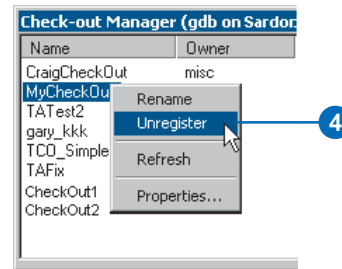 Check-out Manager (gdb on Sardor
Name Owner
CraigCheckOut misc
MyCheckOu
Rename
TATest2
Unregister
4
gary_kkk
TCO_Simple
Refresh
TAFix
CheckOut1
Properties...
CheckOut2